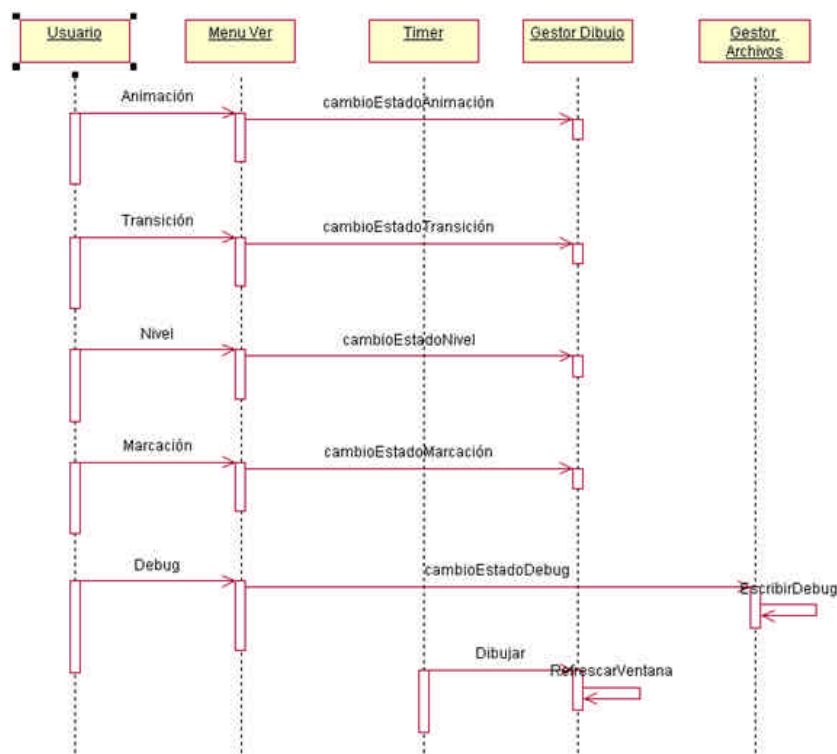 Usuario
Menu Ver
Timer
Gestor Dibujo
Gestor
Archivos
Animación
cambioEstadoAnimación
Transición
cambioEstadoTransición
Nivel
cambioEstadoNivel
Marcación
cambioEstadoMarcación
Debug
cambioEstadoDebug
EscribirDebug
Dibujar
RefrescarVentana